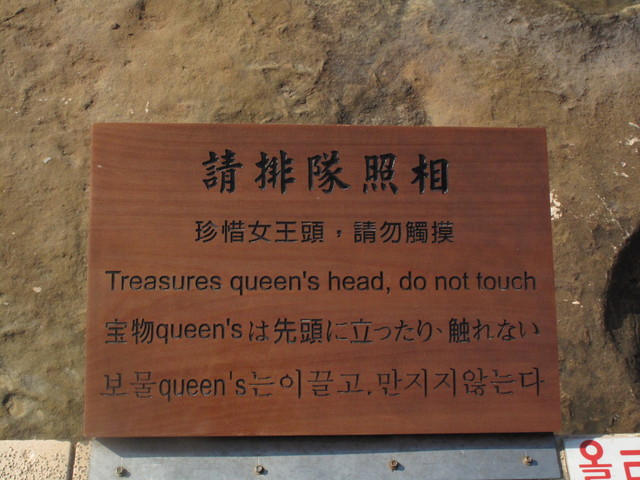 請排隊照相
珍惜女王頭，請勿觸摸
Treasures queen's head, do not touch
宝物queen'sは先頭に立ったり、触れない
보물queen's는이끌고,만지지않는다
올